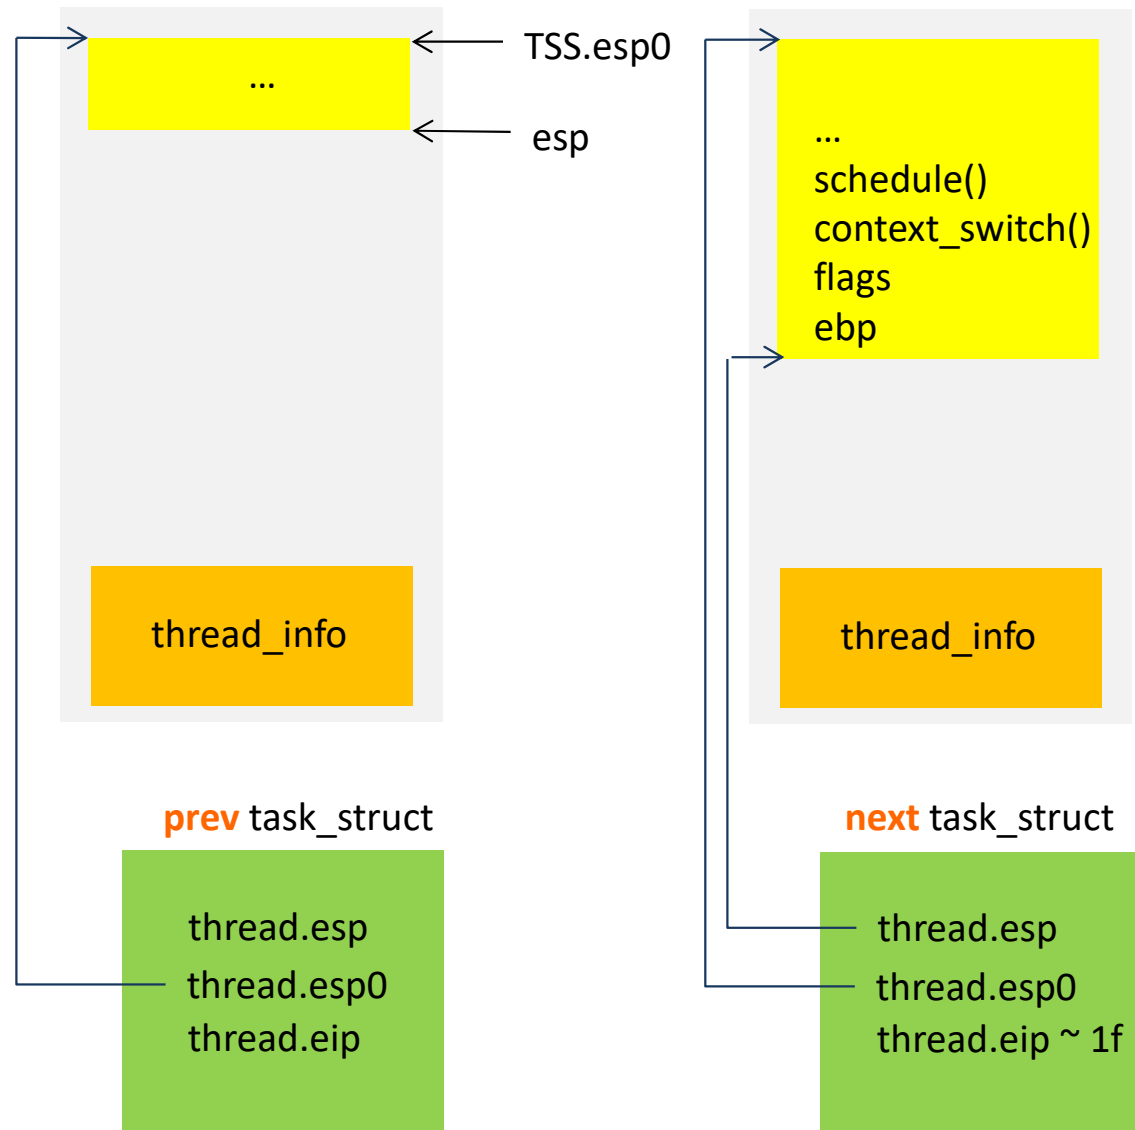 TSS.esp0
...
esp
thread_info
prev task_struct
thread.esp
thread.esp0
thread.eip
...
schedule()
context_switch()
flags
ebp
thread_info
next task_struct
thread.esp
thread.esp0
thread.eip ~ 1f